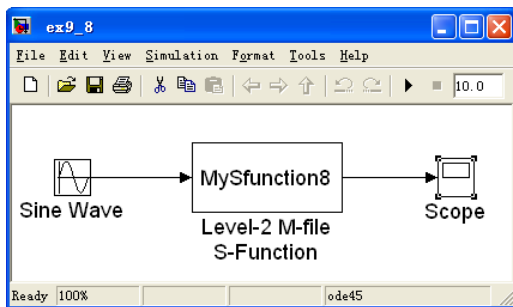 ex9_8
File Edit View Simulation Format Tools Help
10.0
MySfunction8
Sine Wave
Scope
Level-2 M-file
S-Function
Ready 100% ode45